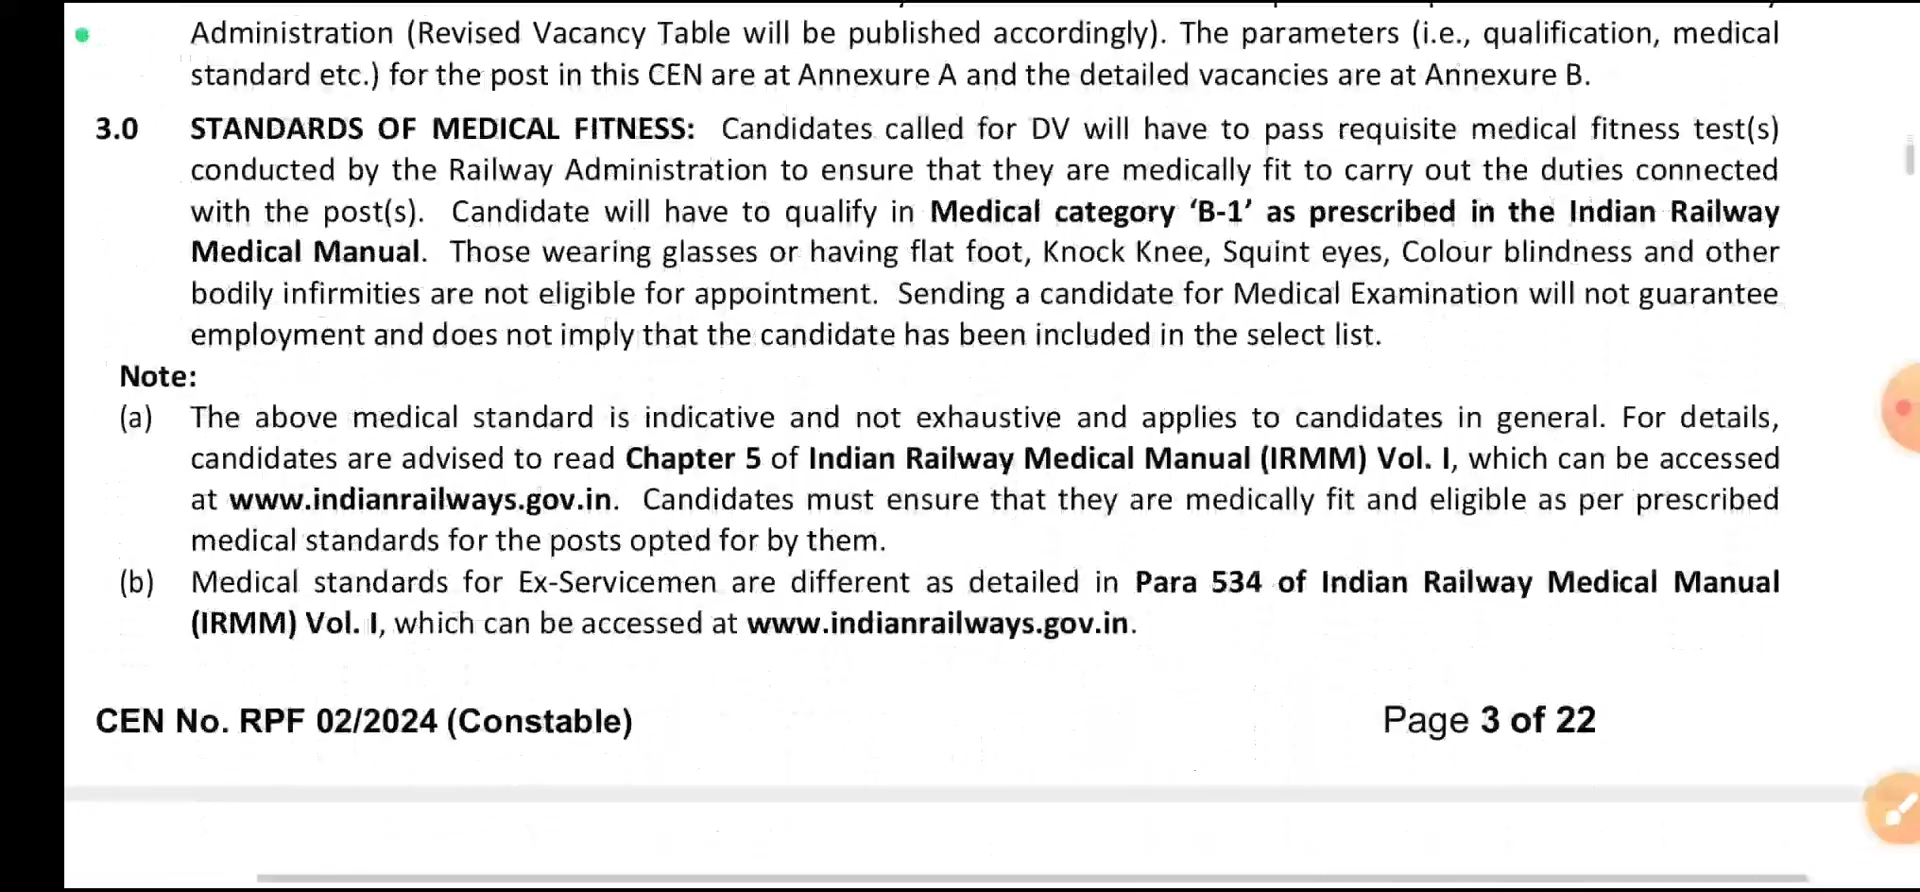 Administration (Revised Vacancy Table will be published accordingly). The parameters (i.e., qualification, medical
standard etc.) for the post in this CEN are at Annexure A and the detailed vacancies are at Annexure B.
3.0 STANDARDS OF MEDICAL FITNESS: Candidates called for DV will have to pass requisite medical fitness test(s)
conducted by the Railway Administration to ensure that they are medically fit to carry out the duties connected
with the post(s). Candidate will have to qualify in Medical category ‘B-1’ as prescribed in the Indian Railway
Medical Manual. Those wearing glasses or having flat foot, Knock Knee, Squint eyes, Colour blindness and other
bodily infirmities are not eligible for appointment. Sending a candidate for Medical Examination will not guarantee
employment and does not imply that the candidate has been included in the select list.
Note:
(a) The above medical standard is indicative and not exhaustive and applies to candidates in general. For details,
candidates are advised to read Chapter 5 of Indian Railway Medical Manual (IRMM) Vol. I, which can be accessed
at www.indianrailways.gov.in. Candidates must ensure that they are medically fit and eligible as per prescribed
medical standards for the posts opted for by them.
(b) Medical standards for Ex-Servicemen are different as detailed in Para 534 of Indian Railway Medical Manual
(IRMM) Vol. I, which can be accessed at www.indianrailways.gov.in.
CEN No. RPF 02/2024 (Constable) Page 3 of 22